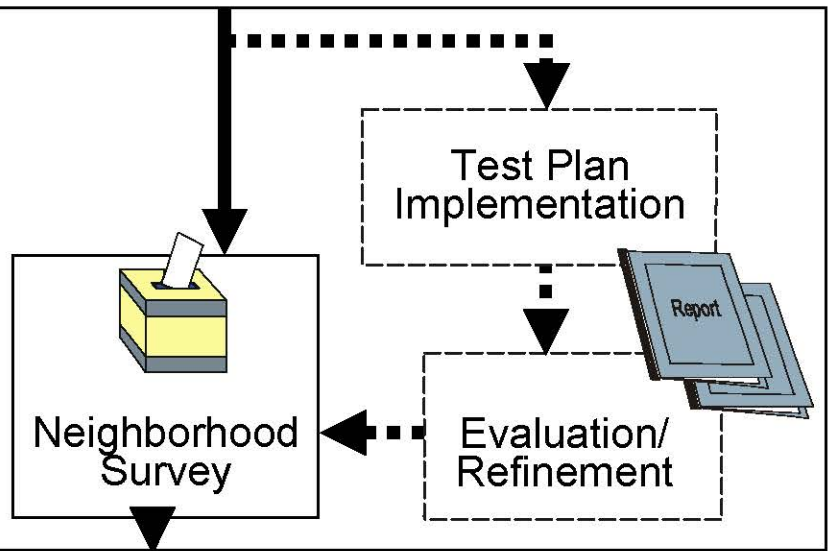 Test Plan
Implementation
Report
Neighborhood
Survey
Evaluation/
Refinement